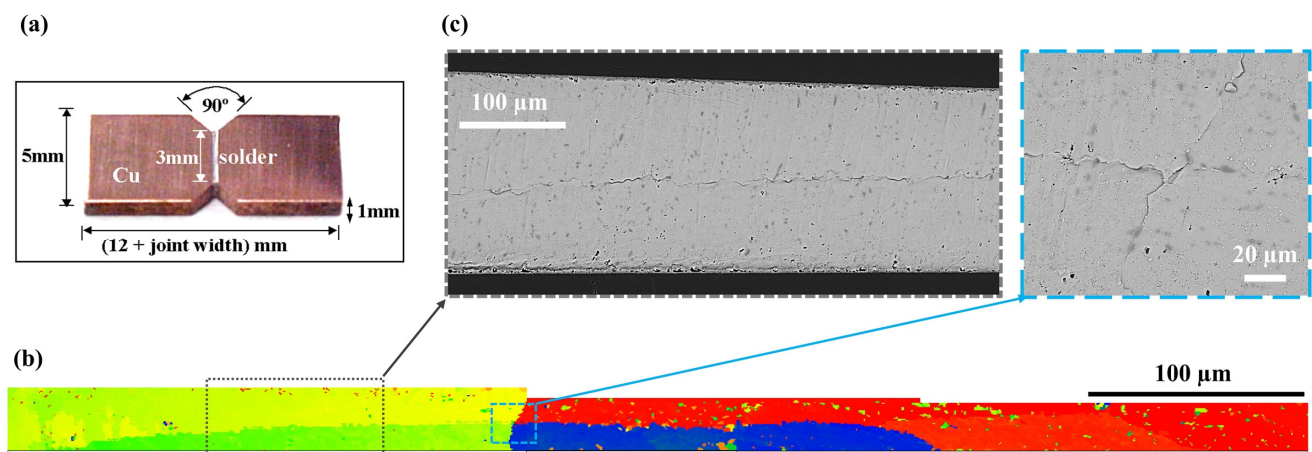 (a)
90º
5mm
3mm
solder
Cu
1mm
(12 + joint width) mm
(c)
100 µm
20 µm
(b)
100 µm